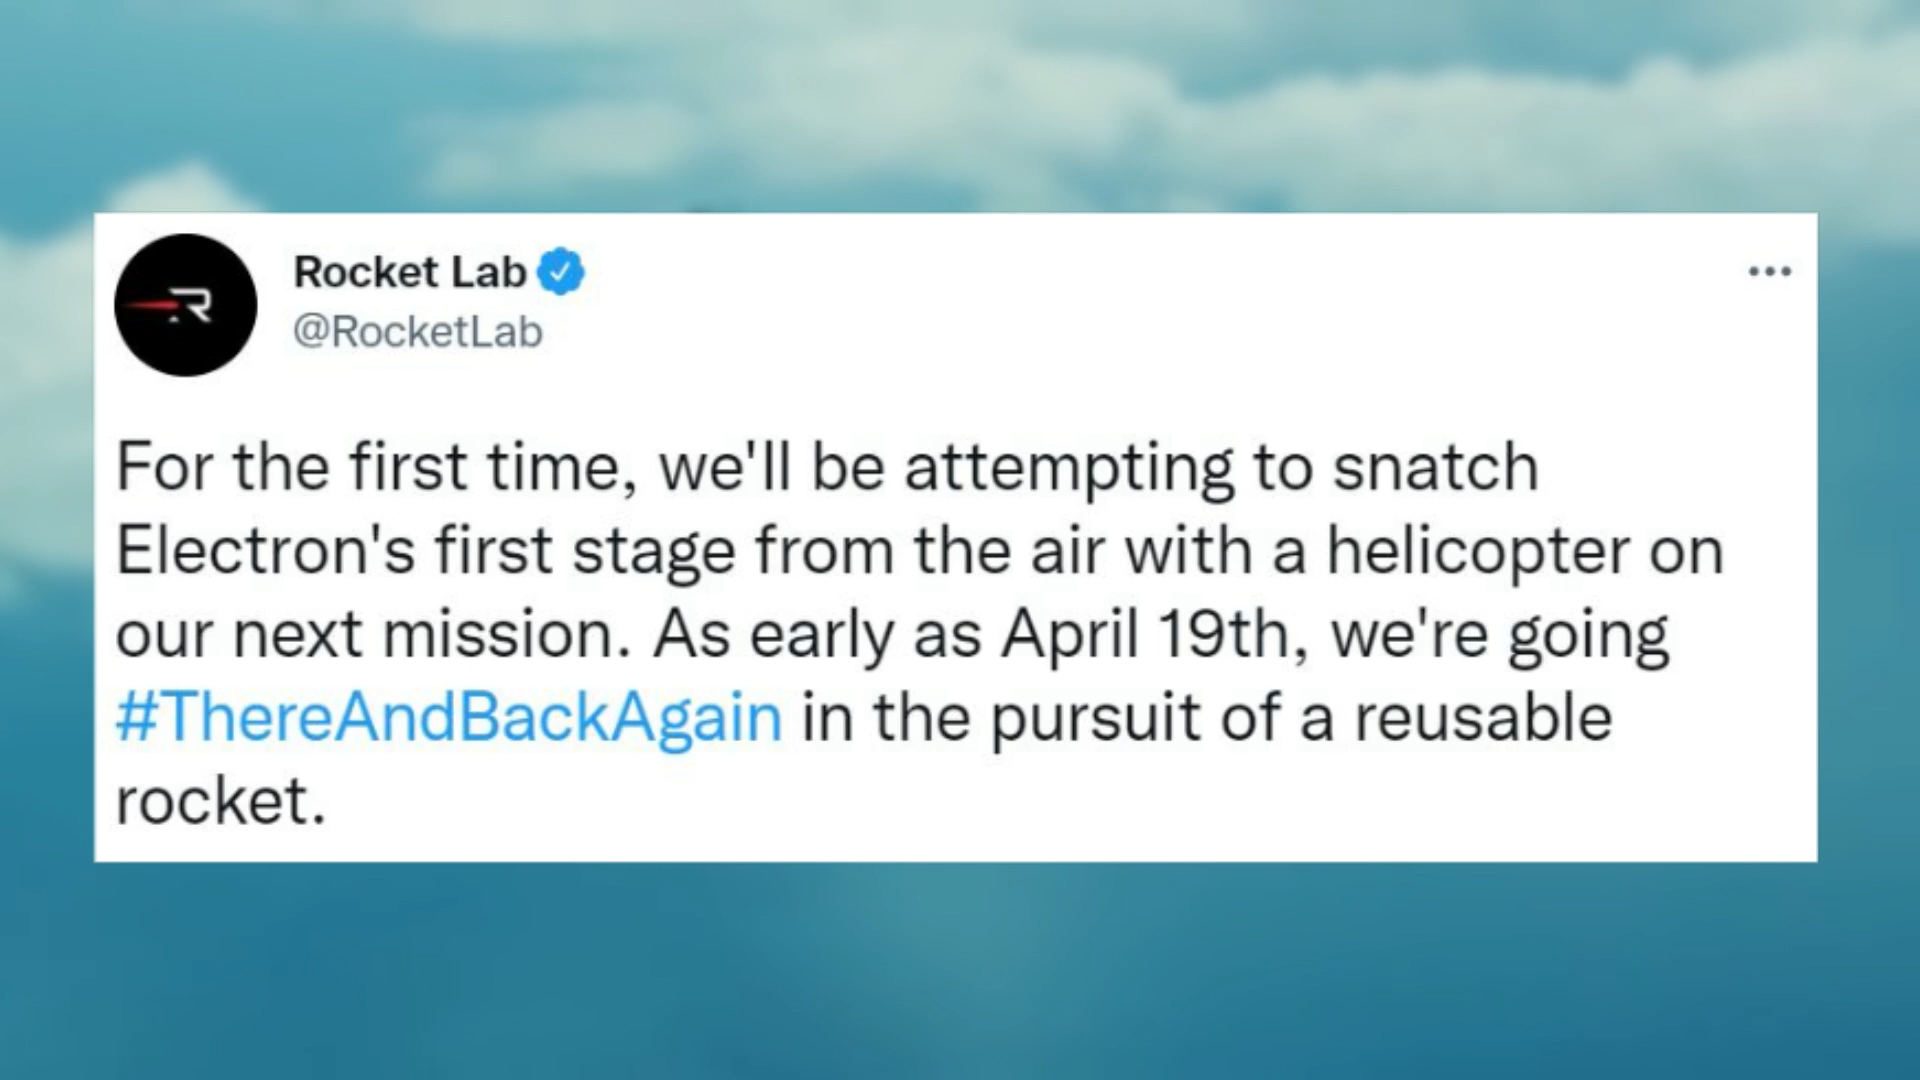 Rocket Lab
@RocketLab
For the first time, we'll be attempting to snatch
Electron's first stage from the air with a helicopter on
our next mission. As early as April 19th, we're going
#ThereAndBackAgain in the pursuit of a reusable
rocket.